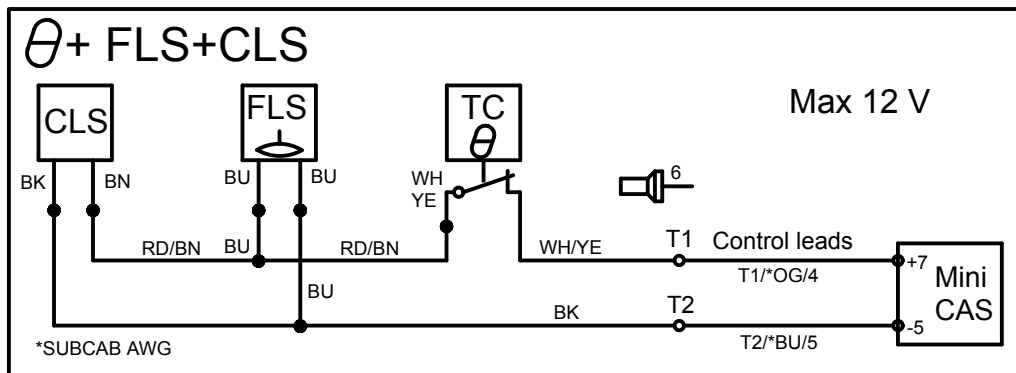 θ+ FLS+CLS
CLS
FLS
TC
θ
Max 12 V
BK
BN
BU
BU
WH
YE
6
RD/BN
BU
RD/BN
WH/YE
T1
Control leads
T1/*OG/4
+7
Mini
CAS
BU
BK
T2
T2/*BU/5
-5
*SUBCAB AWG